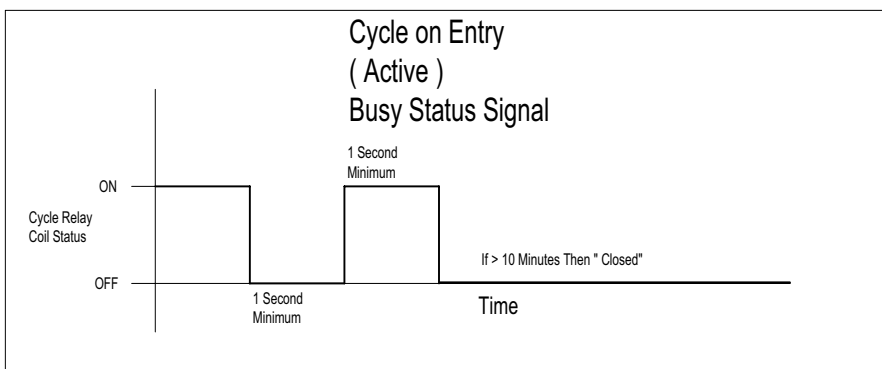 Cycle on Entry
( Active )
Busy Status Signal
1 Second
Minimum
ON
Cycle Relay
Coil Status
If > 10 Minutes Then " Closed"
OFF
1 Second
Minimum
Time